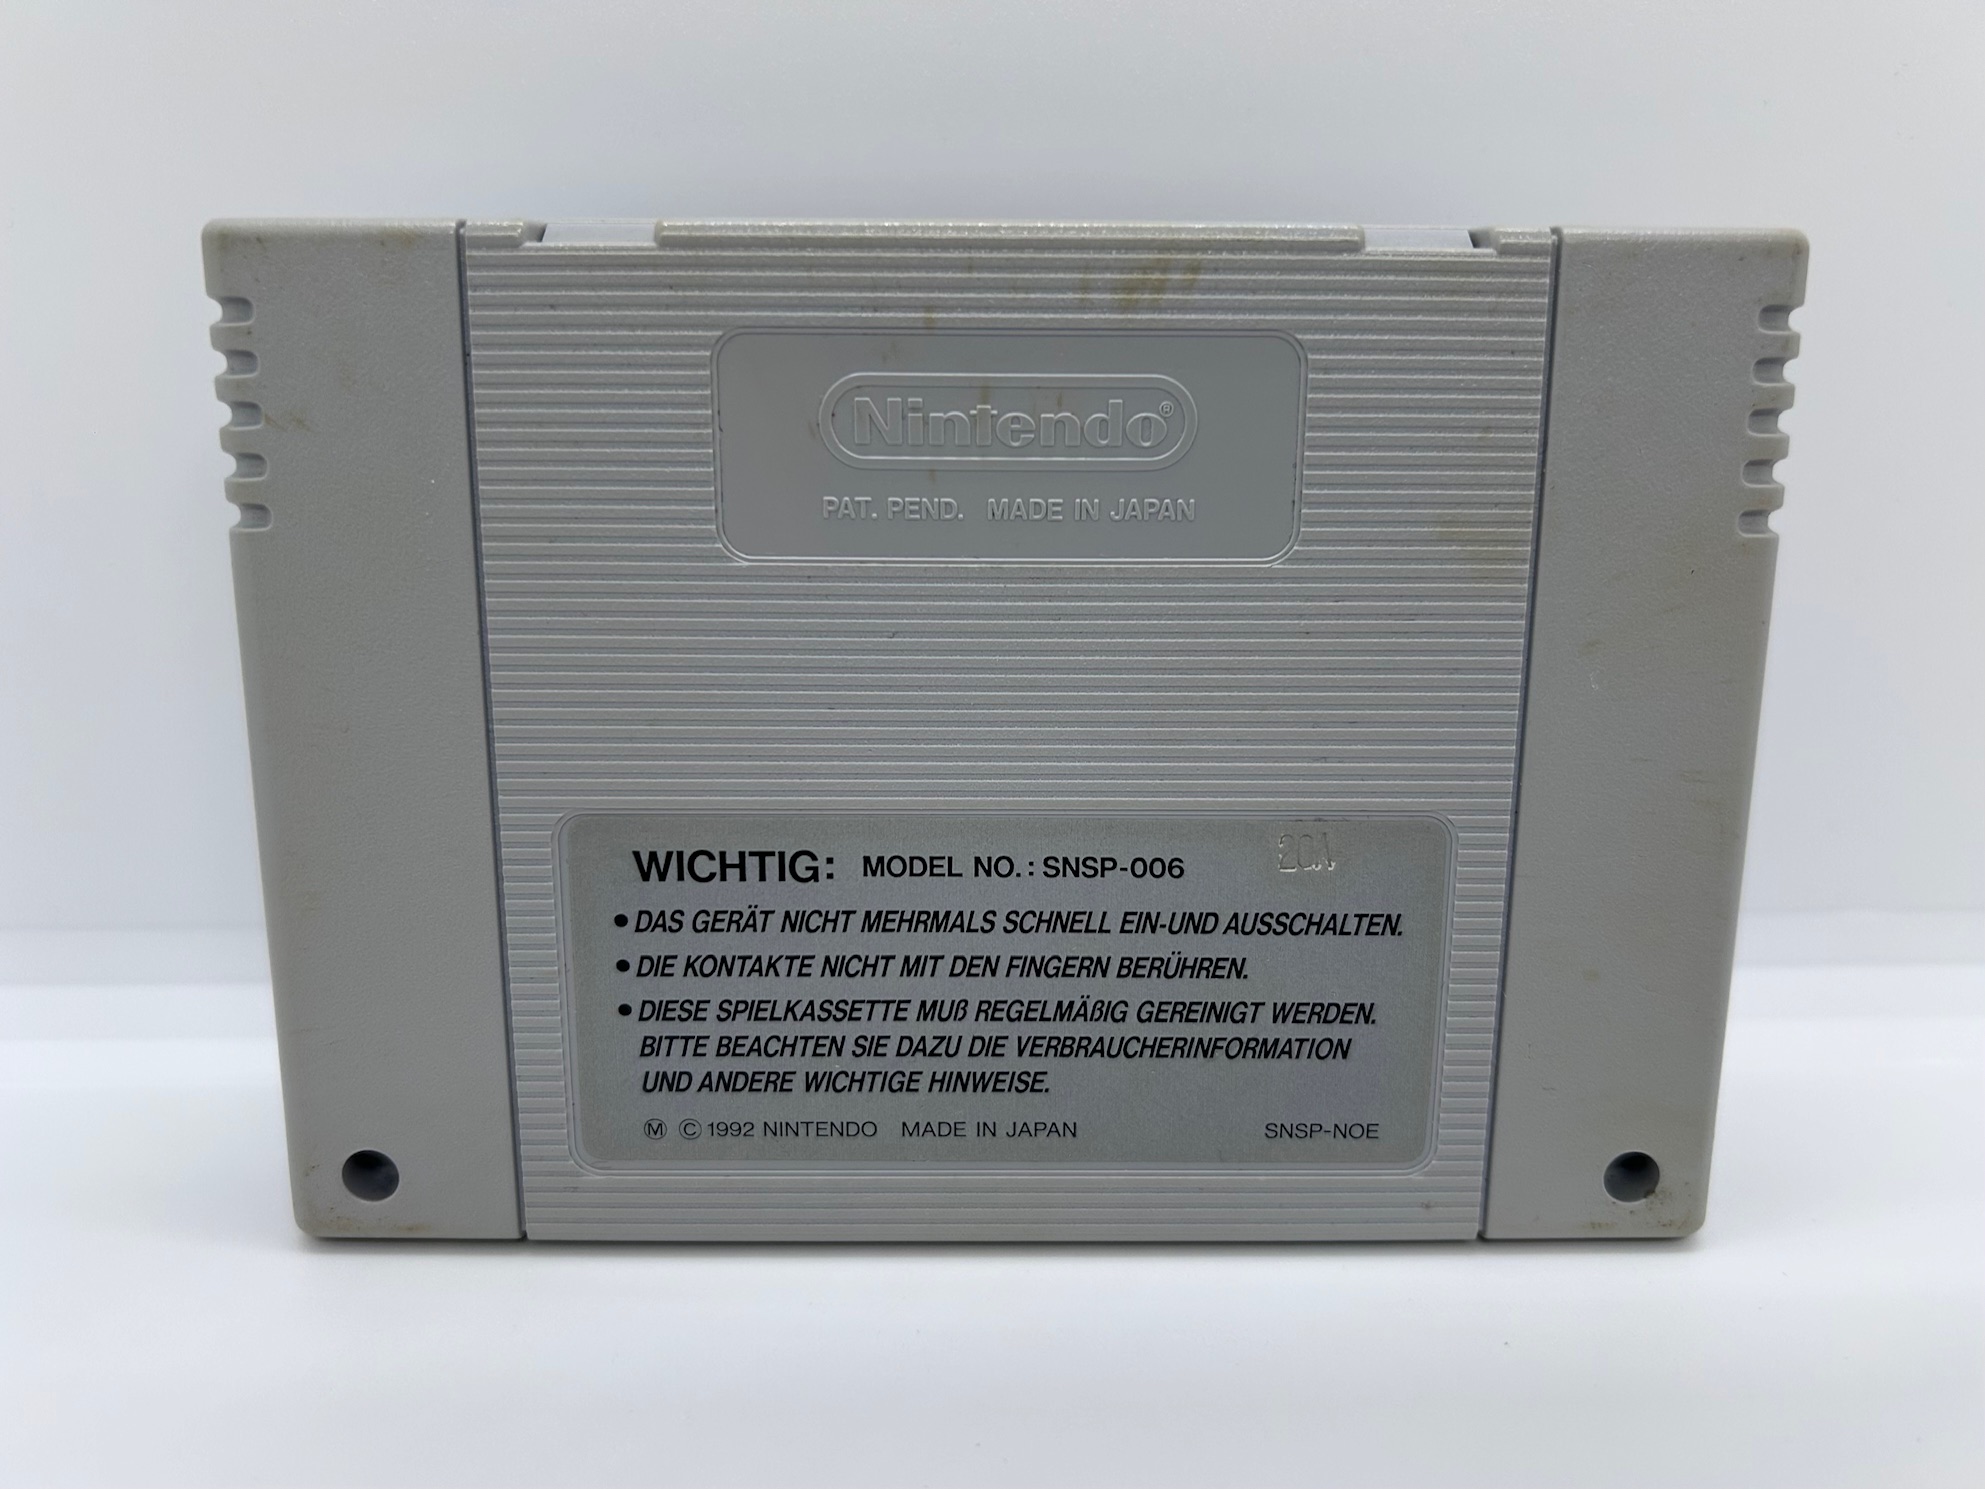 Nintendo®
PAT. PEND. MADE IN JAPAN
20A
WICHTIG: MODEL NO.: SNSP-006
• DAS GERÄT NICHT MEHRMALS SCHNELL EIN-UND AUSSCHALTEN.
• DIE KONTAKTE NICHT MIT DEN FINGERN BERÜHREN.
• DIESE SPIELKASSETTE MUß REGELMÄßIG GEREINIGT WERDEN.
BITTE BEACHTEN SIE DAZU DIE VERBRAUCHERINFORMATION
UND ANDERE WICHTIGE HINWEISE.
Ⓜ © 1992 NINTENDO MADE IN JAPAN SNSP-NOE